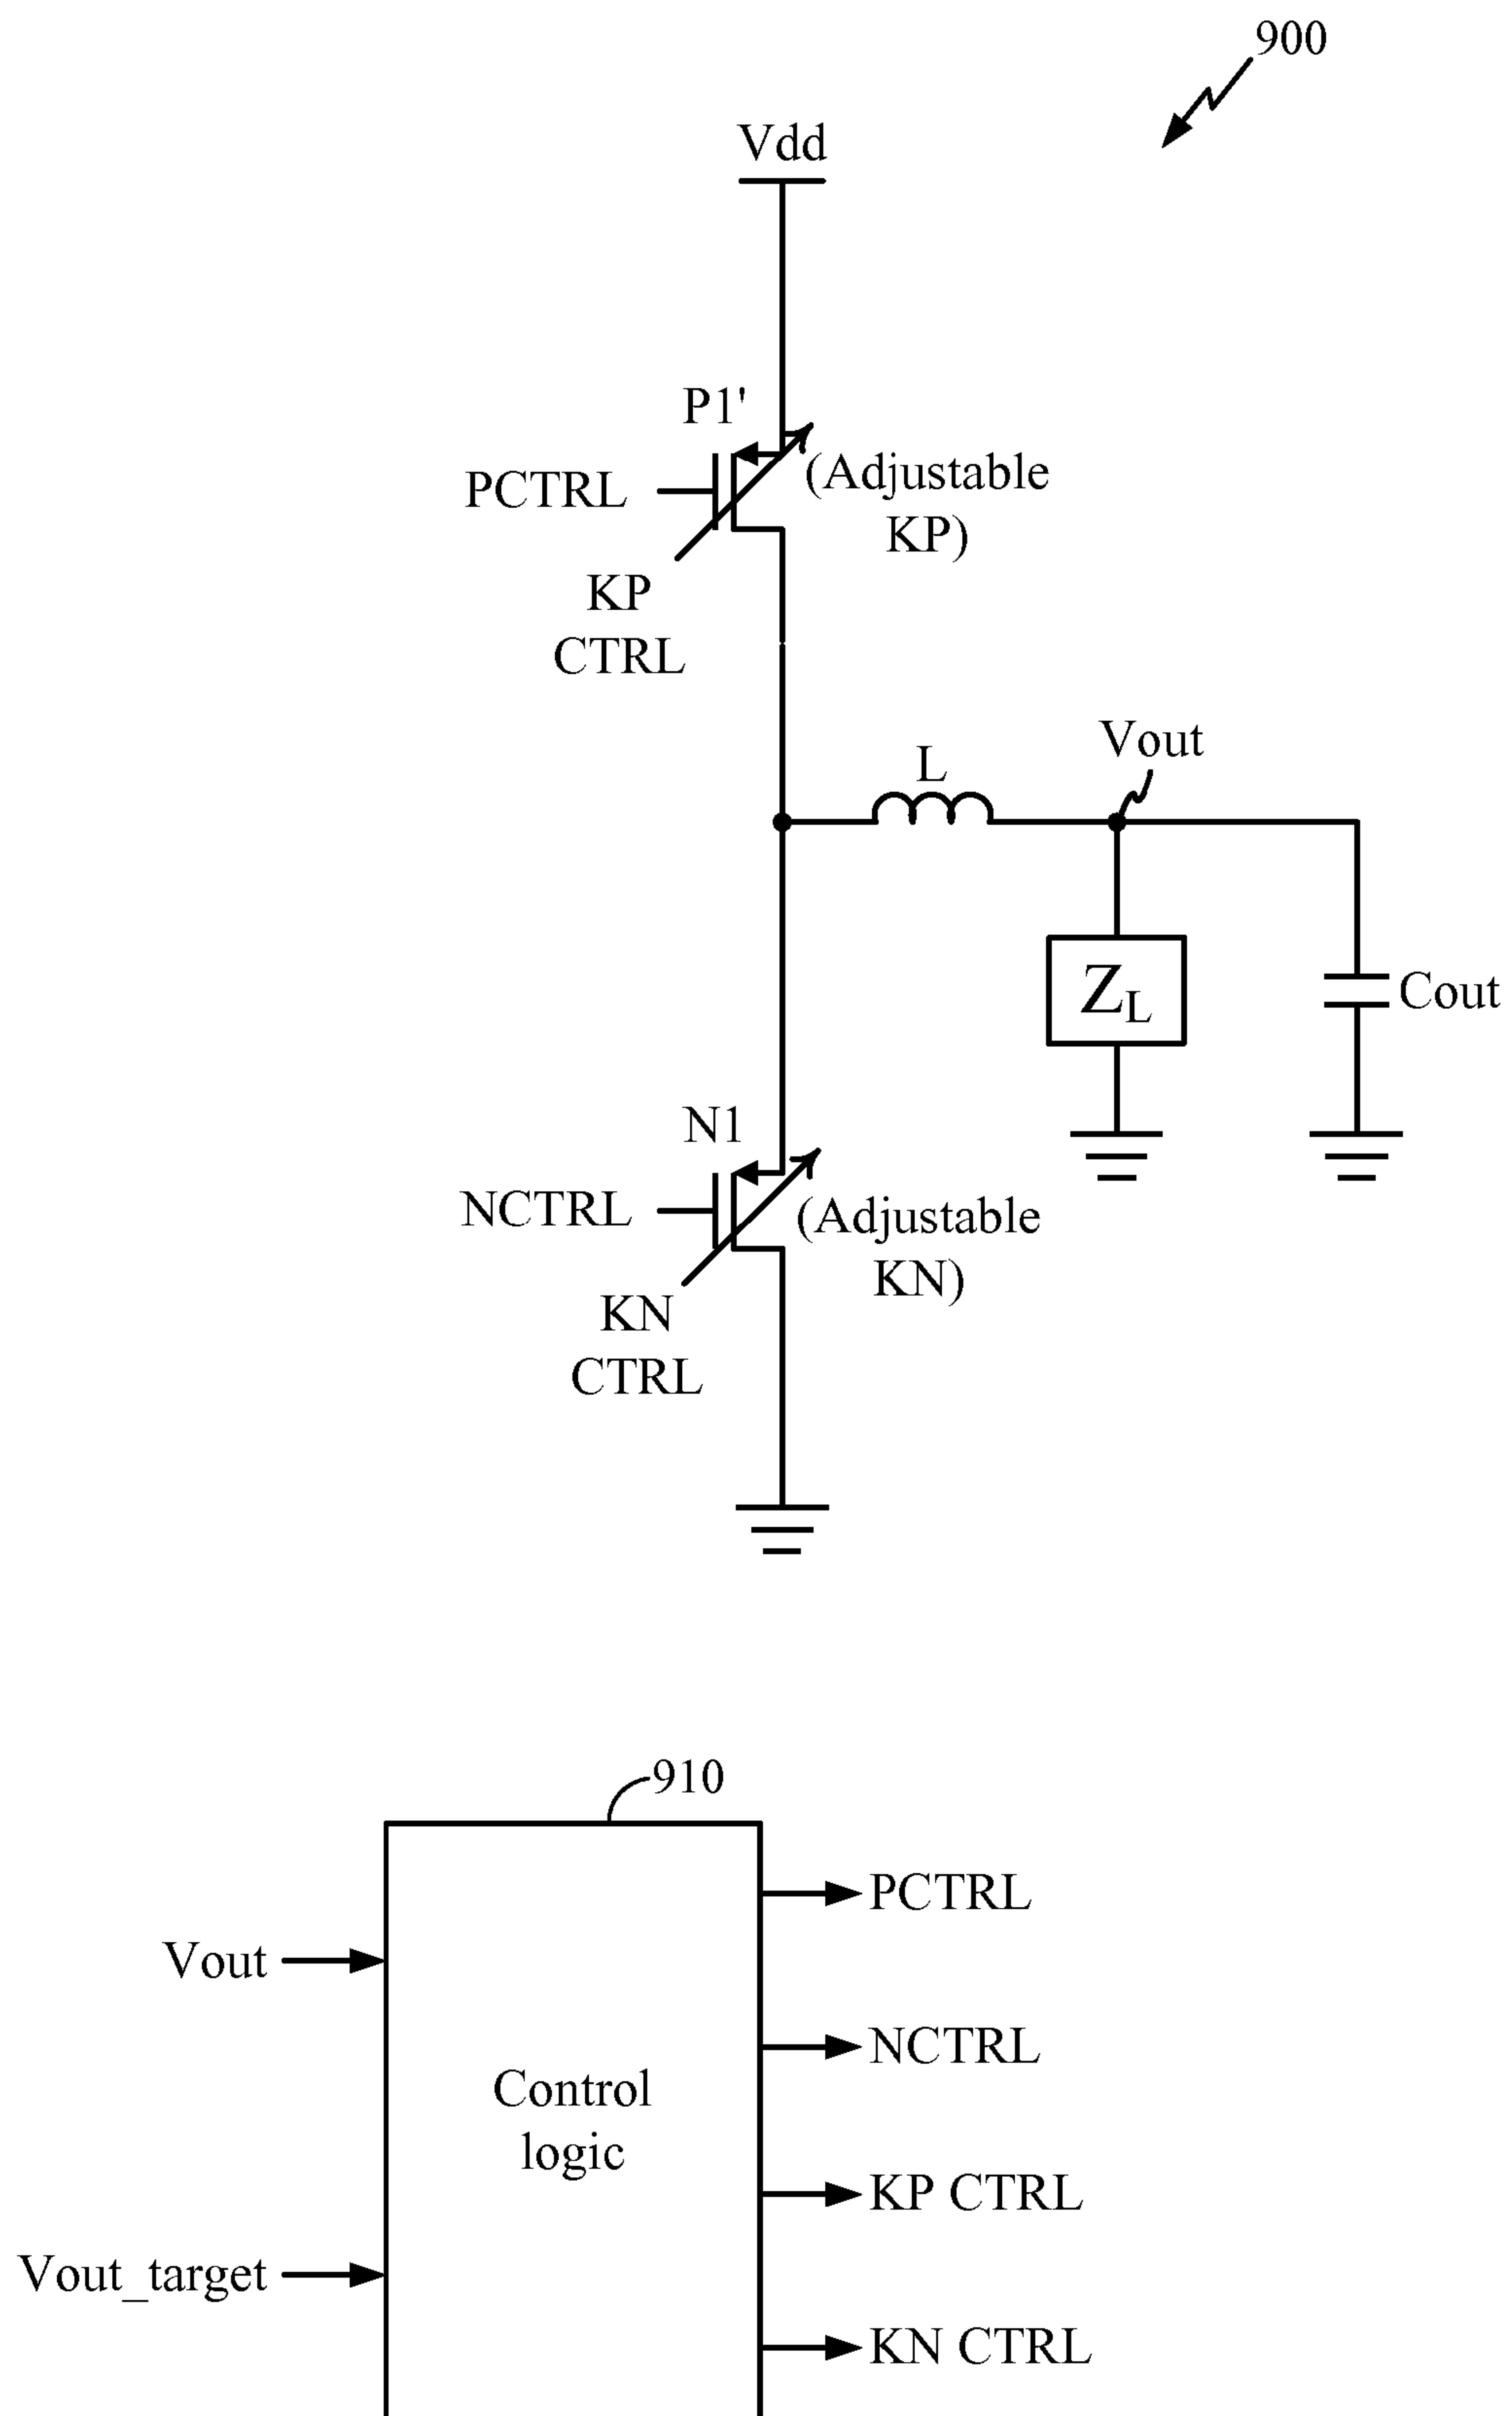 900
Vdd
P1'
PCTRL
(Adjustable
KP)
KP
CTRL
L
Vout
ZL
Cout
N1
NCTRL
(Adjustable
KN)
KN
CTRL
910
PCTRL
Vout
NCTRL
Control
logic
KP CTRL
Vout_target
KN CTRL